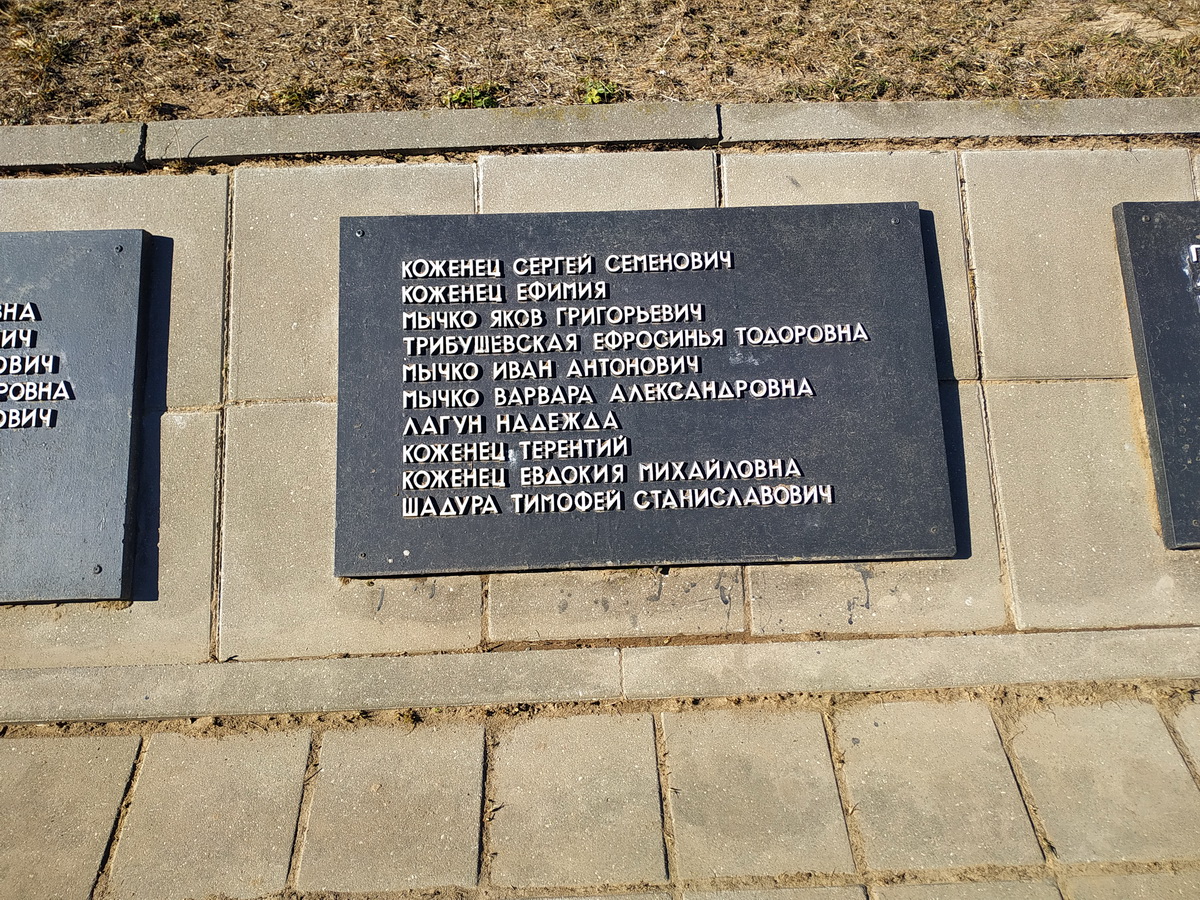 КОЖЕНЕЦ СЕРГЕЙ СЕМЕНОВИЧ
КОЖЕНЕЦ ЕФИМИЯ
МЫЧКО ЯКОВ ГРИГОРЬЕВИЧ
ТРИБУШЕВСКАЯ ЕФРОСИНЬЯ ТОДОРОВНА
МЫЧКО ИВАН АНТОНОВИЧ
МЫЧКО ВАРВАРА АЛЕКСАНДРОВНА
ЛАГУН НАДЕЖДА
КОЖЕНЕЦ ТЕРЕНТИЙ
КОЖЕНЕЦ ЕВДОКИЯ МИХАЙЛОВНА
ШАДУРА ТИМОФЕЙ СТАНИСЛАВОВИЧ